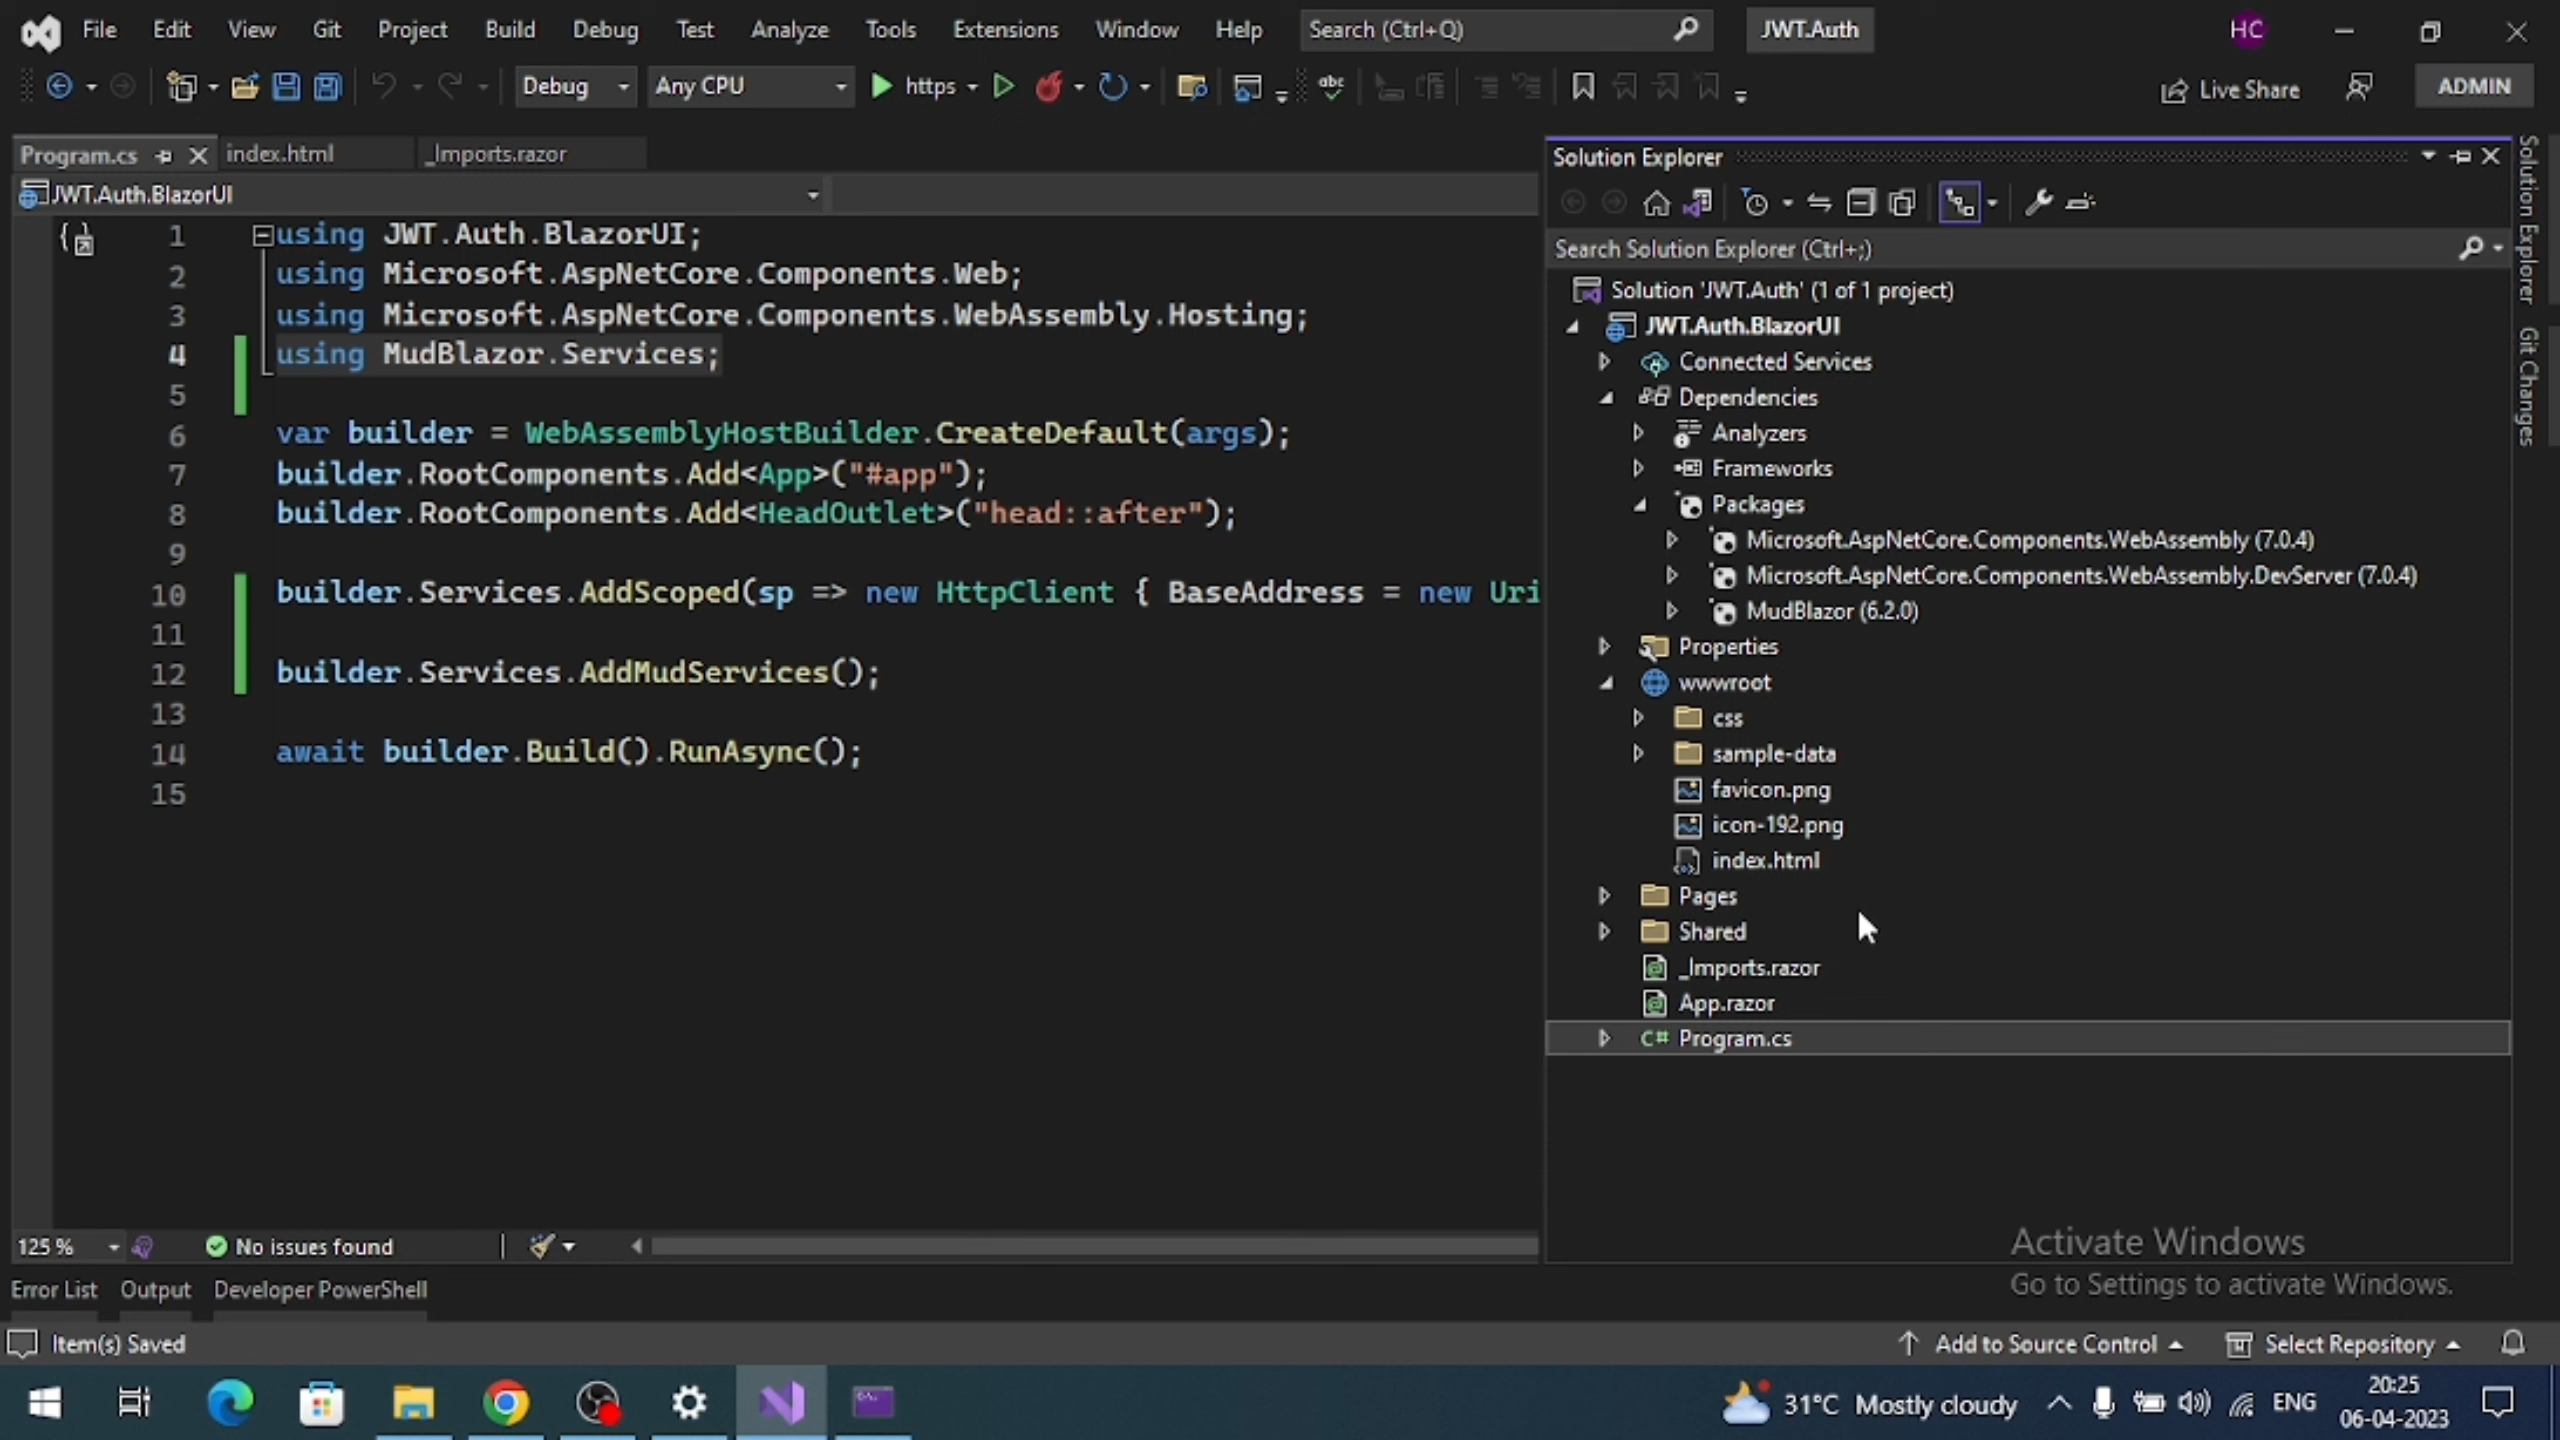 File Edit View Git Project Build Debug Test Analyze Tools Extensions Window Help Search (Ctrl+Q) JWT.Auth HC
Debug Any CPU https Live Share ADMIN
Program.cs index.html _Imports.razor
JWT.Auth.BlazorUI
1 using JWT.Auth.BlazorUI;
2 using Microsoft.AspNetCore.Components.Web;
3 using Microsoft.AspNetCore.Components.WebAssembly.Hosting;
4 using MudBlazor.Services;
5
6 var builder = WebAssemblyHostBuilder.CreateDefault(args);
7 builder.RootComponents.Add<App>("#app");
8 builder.RootComponents.Add<HeadOutlet>("head::after");
9
10 builder.Services.AddScoped(sp => new HttpClient { BaseAddress = new Uri
11
12 builder.Services.AddMudServices();
13
14 await builder.Build().RunAsync();
15
125 % No issues found
Solution Explorer
Search Solution Explorer (Ctrl+;)
Solution 'JWT.Auth' (1 of 1 project)
JWT.Auth.BlazorUI
Connected Services
Dependencies
Analyzers
Frameworks
Packages
Microsoft.AspNetCore.Components.WebAssembly (7.0.4)
Microsoft.AspNetCore.Components.WebAssembly.DevServer (7.0.4)
MudBlazor (6.2.0)
Properties
wwwroot
css
sample-data
favicon.png
icon-192.png
index.html
Pages
Shared
_Imports.razor
App.razor
C# Program.cs
Solution Explorer
Git Changes
Activate Windows
Go to Settings to activate Windows.
Error List Output Developer PowerShell
Item(s) Saved Add to Source Control Select Repository
31°C Mostly cloudy ENG 20:25
06-04-2023